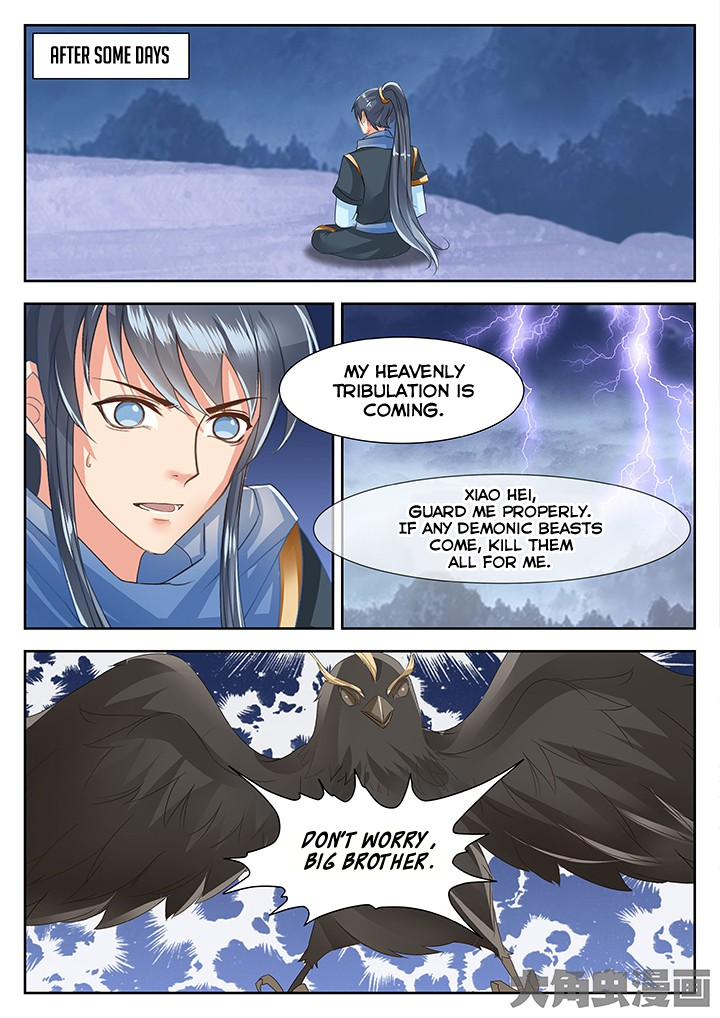 AFTER SOME DAYS
MY HEAVENLY
TRIBULATION IS
COMING.
XIAO HEI,
GUARD ME PROPERLY.
IF ANY DEMONIC BEASTS
COME, KILL THEM
ALL FOR ME.
DON'T WORRY,
BIG BROTHER.
大角虫漫画